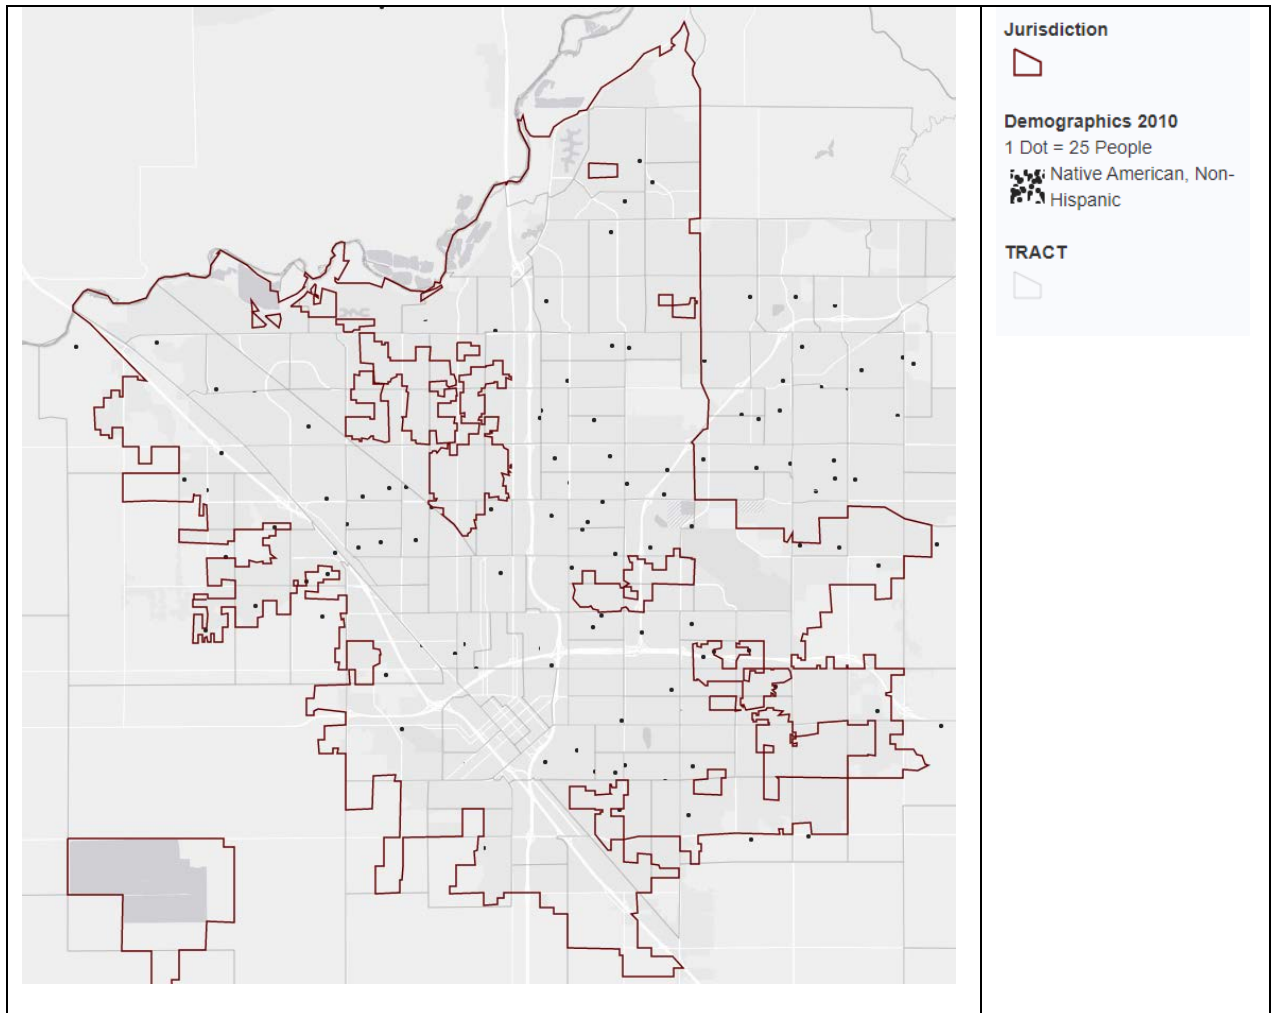 Jurisdiction
Demographics 2010
1 Dot = 25 People
Native American, Non-
Hispanic
TRACT